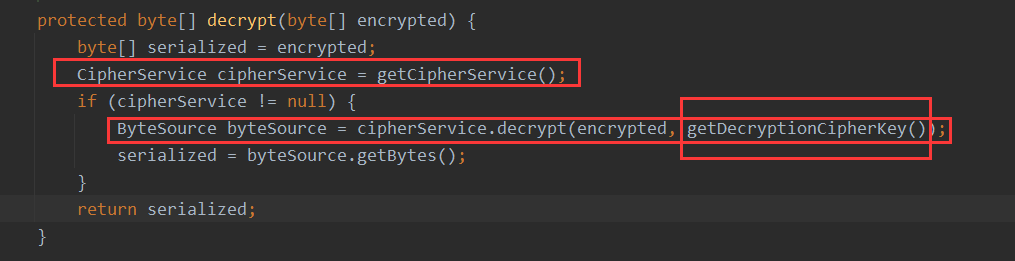 protected byte[] decrypt(byte[] encrypted) {
byte[] serialized = encrypted;
CipherService cipherService = getCipherService();
if (cipherService != null) {
ByteSource byteSource = cipherService.decrypt(encrypted, getDecryptionCipherKey());
serialized = byteSource.getBytes();
}
return serialized;
}